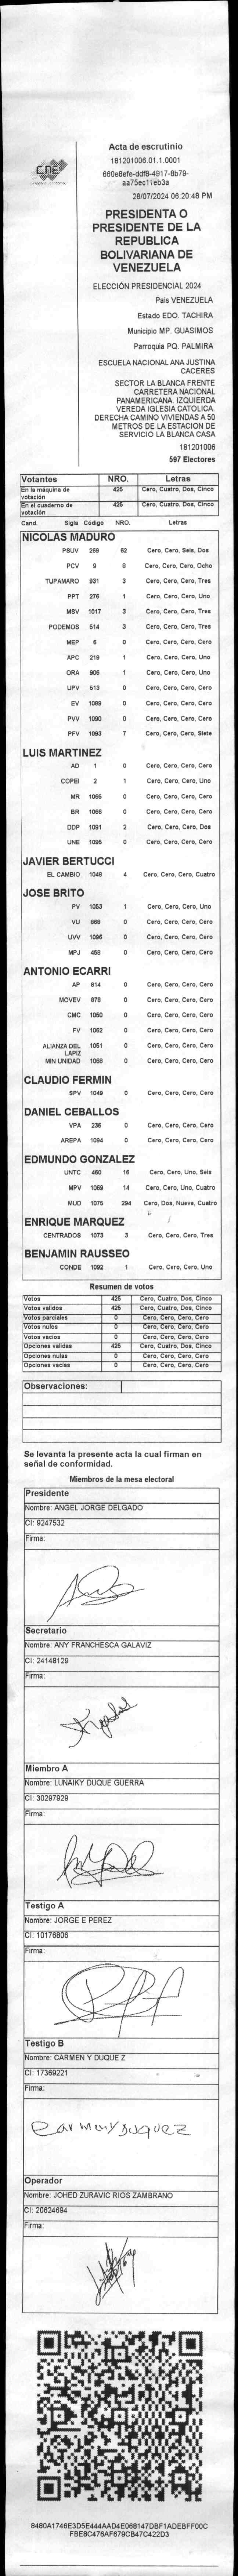 CNE
Acta de escrutinio
181201006.01.1.0001
660e8efe-ddf8-4917-8b79-
aa75ec11eb3a
28/07/2024 06:20:48 PM
PRESIDENTA O
PRESIDENTE DE LA
REPUBLICA
BOLIVARIANA DE
VENEZUELA
ELECCIÓN PRESIDENCIAL 2024
País VENEZUELA
Estado EDO. TACHIRA
Municipio MP. GUASIMOS
Parroquia PQ. PALMIRA
ESCUELA NACIONAL ANA JUSTINA
CACERES
SECTOR LA BLANCA FRENTE
CARRETERA NACIONAL
PANAMERICANA. IZQUIERDA
VEREDA IGLESIA CATOLICA.
DERECHA CAMINO VIVIENDAS A 50
METROS DE LA ESTACION DE
SERVICIO LA BLANCA CASA
181201006
597 Electores
Votantes NRO. Letras
En la máquina de votación 425 Cero, Cuatro, Dos, Cinco
En el cuaderno de votación 425 Cero, Cuatro, Dos, Cinco
Cand. Sigla Código NRO. Letras
NICOLAS MADURO
PSUV 269 62 Cero, Cero, Seis, Dos
PCV 9 8 Cero, Cero, Cero, Ocho
TUPAMARO 931 3 Cero, Cero, Cero, Tres
PPT 276 1 Cero, Cero, Cero, Uno
MSV 1017 3 Cero, Cero, Cero, Tres
PODEMOS 514 3 Cero, Cero, Cero, Tres
MEP 6 0 Cero, Cero, Cero, Cero
APC 219 1 Cero, Cero, Cero, Uno
ORA 906 1 Cero, Cero, Cero, Uno
UPV 513 0 Cero, Cero, Cero, Cero
EV 1089 0 Cero, Cero, Cero, Cero
PVV 1090 0 Cero, Cero, Cero, Cero
PFV 1093 7 Cero, Cero, Cero, Siete
LUIS MARTINEZ
AD 1 0 Cero, Cero, Cero, Cero
COPEI 2 1 Cero, Cero, Cero, Uno
MR 1065 0 Cero, Cero, Cero, Cero
BR 1066 0 Cero, Cero, Cero, Cero
DDP 1091 2 Cero, Cero, Cero, Dos
UNE 1095 0 Cero, Cero, Cero, Cero
JAVIER BERTUCCI
EL CAMBIO 1048 4 Cero, Cero, Cero, Cuatro
JOSE BRITO
PV 1053 1 Cero, Cero, Cero, Uno
VU 868 0 Cero, Cero, Cero, Cero
UVV 1096 0 Cero, Cero, Cero, Cero
MPJ 458 0 Cero, Cero, Cero, Cero
ANTONIO ECARRI
AP 814 0 Cero, Cero, Cero, Cero
MOVEV 878 0 Cero, Cero, Cero, Cero
CMC 1050 0 Cero, Cero, Cero, Cero
FV 1052 0 Cero, Cero, Cero, Cero
ALIANZA DEL LAPIZ 1051 0 Cero, Cero, Cero, Cero
MIN UNIDAD 1068 0 Cero, Cero, Cero, Cero
CLAUDIO FERMIN
SPV 1049 0 Cero, Cero, Cero, Cero
DANIEL CEBALLOS
VPA 236 0 Cero, Cero, Cero, Cero
AREPA 1094 0 Cero, Cero, Cero, Cero
EDMUNDO GONZALEZ
UNTC 460 16 Cero, Cero, Uno, Seis
MPV 1069 14 Cero, Cero, Uno, Cuatro
MUD 1075 294 Cero, Dos, Nueve, Cuatro
ENRIQUE MARQUEZ
CENTRADOS 1073 3 Cero, Cero, Cero, Tres
BENJAMIN RAUSSEO
CONDE 1092 1 Cero, Cero, Cero, Uno
Resumen de votos
Votos 425 Cero, Cuatro, Dos, Cinco
Votos validos 425 Cero, Cuatro, Dos, Cinco
Votos parciales 0 Cero, Cero, Cero, Cero
Votos nulos 0 Cero, Cero, Cero, Cero
Votos vacios 0 Cero, Cero, Cero, Cero
Opciones validas 425 Cero, Cuatro, Dos, Cinco
Opciones nulas 0 Cero, Cero, Cero, Cero
Opciones vacias 0 Cero, Cero, Cero, Cero
Observaciones:
Se levanta la presente acta la cual firman en
señal de conformidad.
Miembros de la mesa electoral
Presidente
Nombre: ANGEL JORGE DELGADO
CI: 9247532
Firma:
Secretario
Nombre: ANY FRANCHESCA GALAVIZ
CI: 24148129
Firma:
Miembro A
Nombre: LUNAIKY DUQUE GUERRA
CI: 30297929
Firma:
Testigo A
Nombre: JORGE E PEREZ
CI: 10176806
Firma:
Testigo B
Nombre: CARMEN Y DUQUE Z
CI: 17369221
Firma:
Carmen y Duque Z
Operador
Nombre: JOHED ZURAVIC RIOS ZAMBRANO
CI: 20624694
Firma:
8480A1746E3D5E444AAD4E068147DBF1ADEBFF00C
FBE8C476AF679CB47C422D3